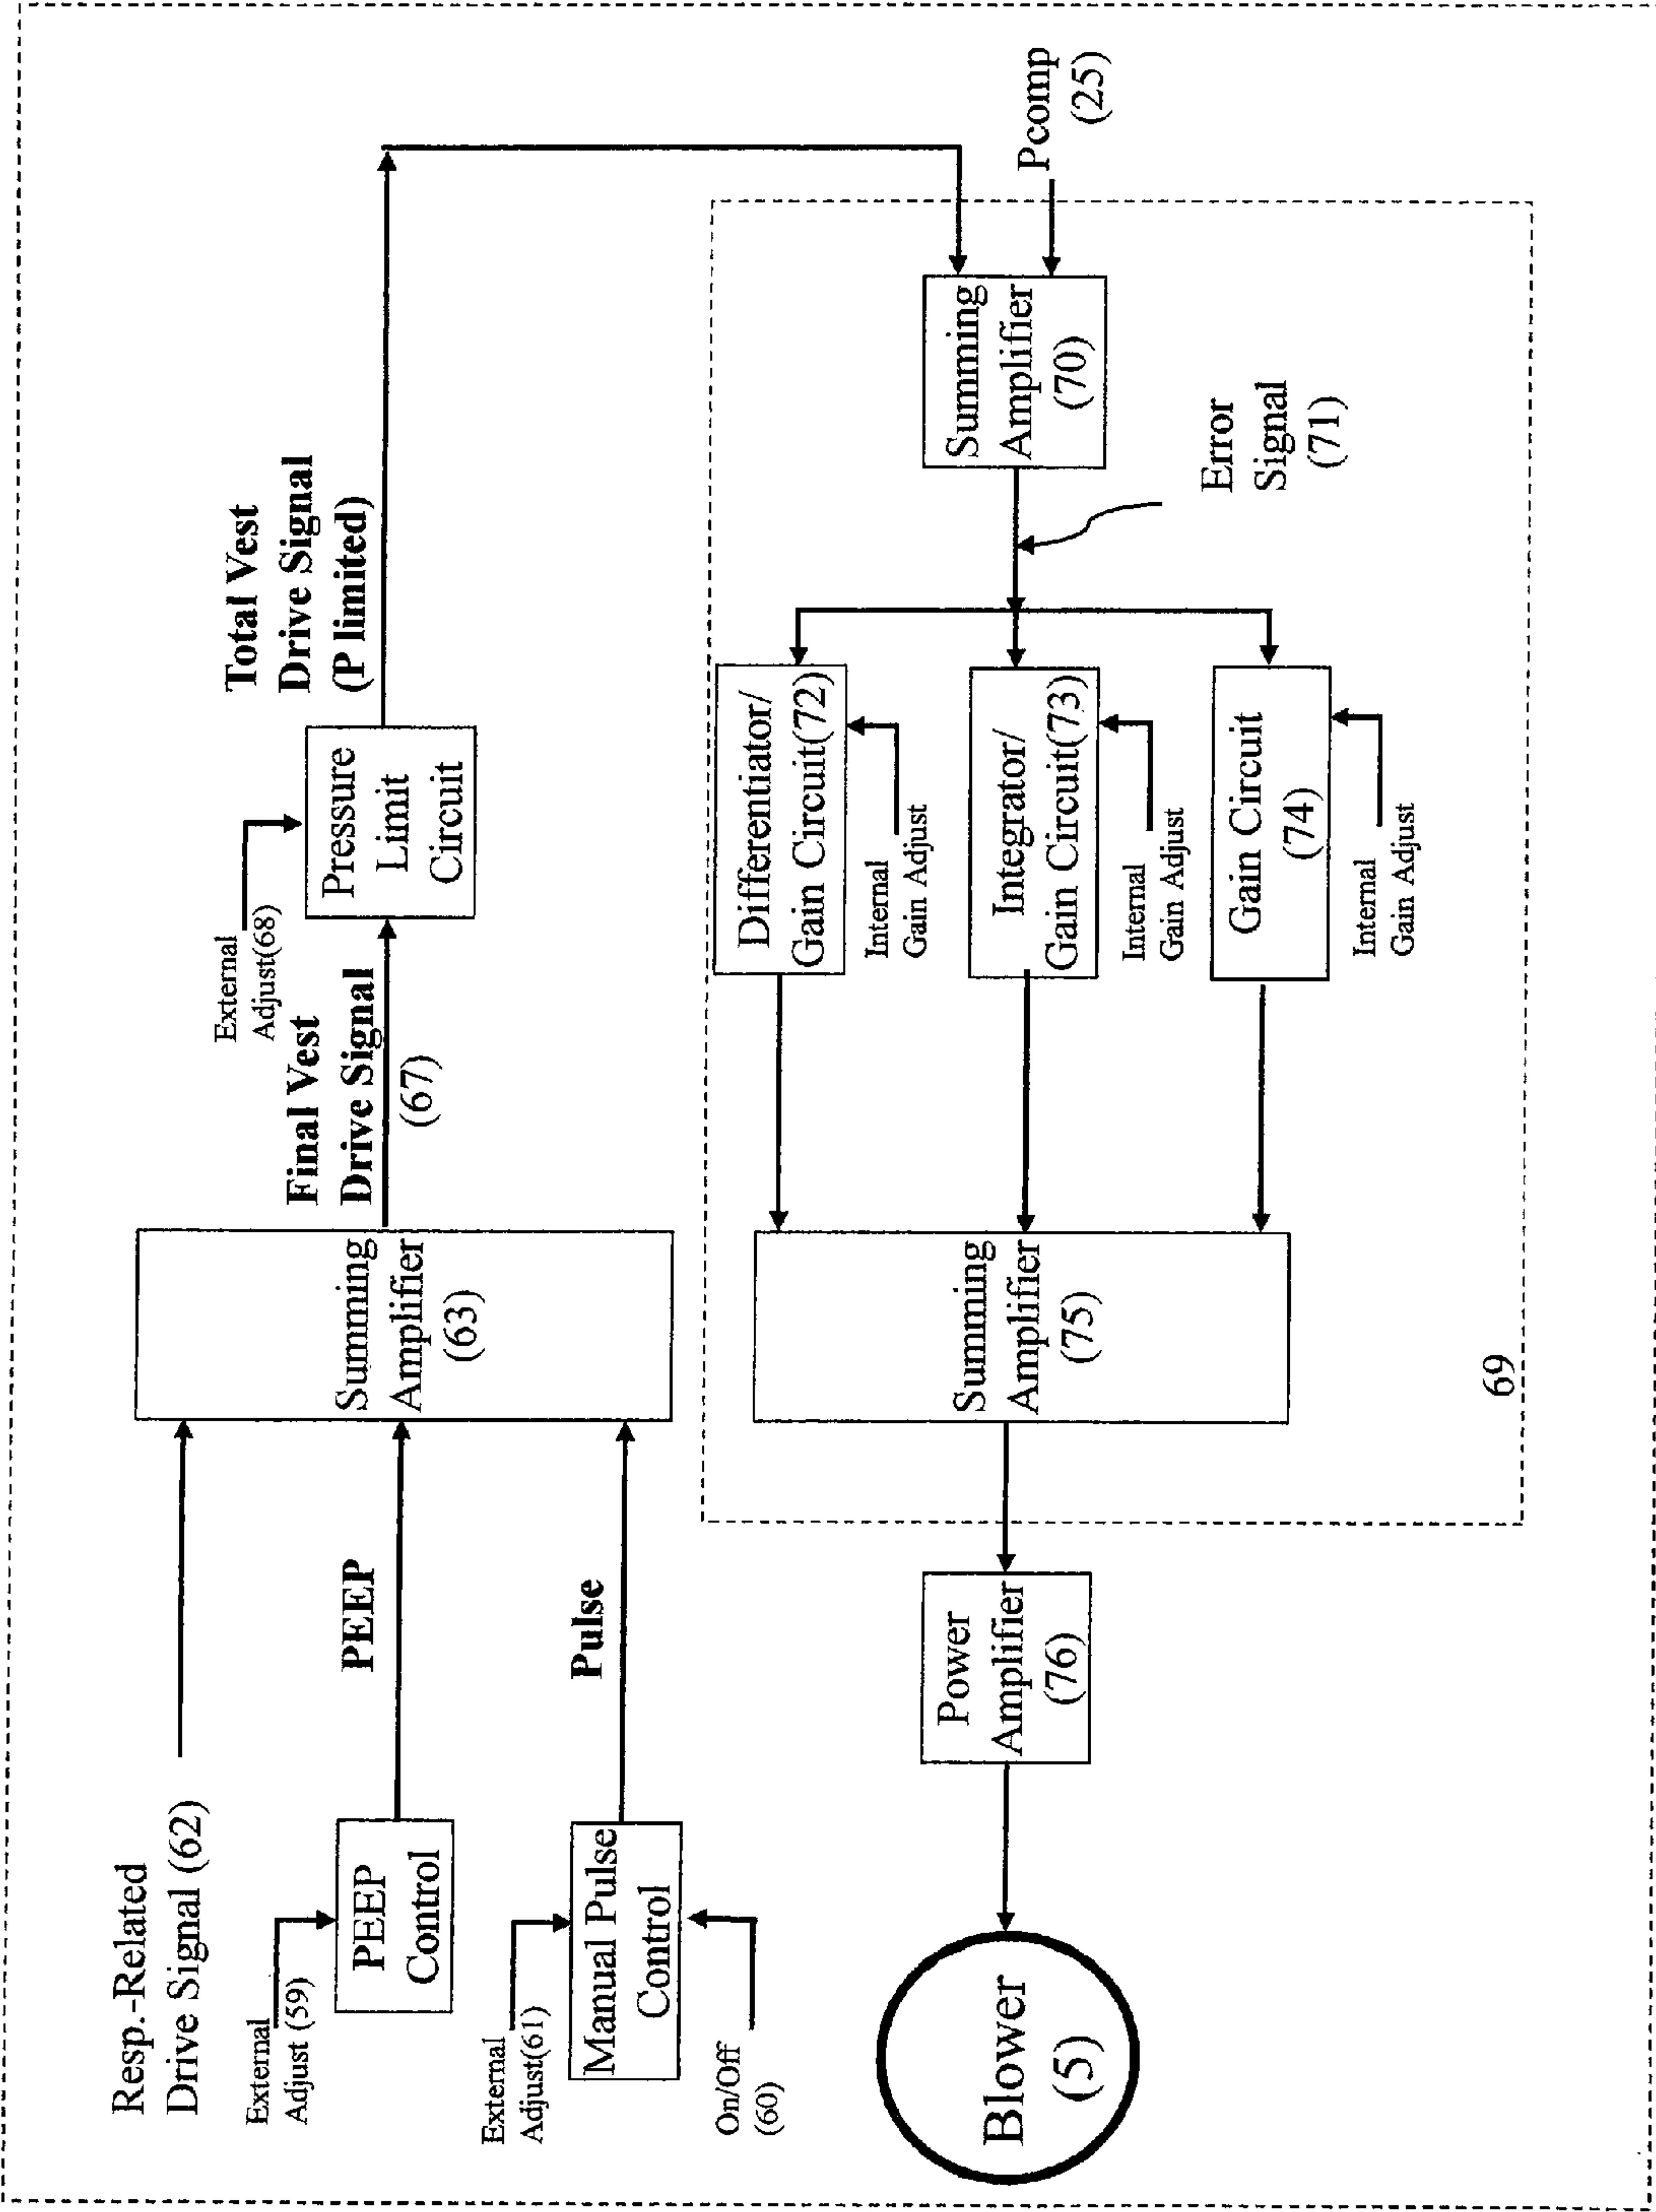 Resp.-Related
Drive Signal (62)
External
Adjust (59)
PEEP
Control
PEEP
External
Adjust(61)
Manual Pulse
Control
On/Off
(60)
Pulse
Summing
Amplifier
(63)
Final Vest
Drive Signal
(67)
External
Adjust(68)
Pressure
Limit
Circuit
Total Vest
Drive Signal
(P limited)
Pcomp
(25)
Summing
Amplifier
(70)
Error
Signal
(71)
Differentiator/
Gain Circuit(72)
Internal
Gain Adjust
Integrator/
Gain Circuit(73)
Internal
Gain Adjust
Gain Circuit
(74)
Internal
Gain Adjust
Summing
Amplifier
(75)
69
Power
Amplifier
(76)
Blower
(5)